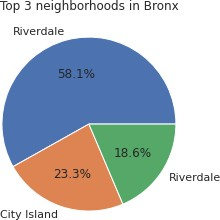 Top 3 neighborhoods in Bronx
Riverdale
58.1%
23.3%
18.6%
Riverdale
City Island